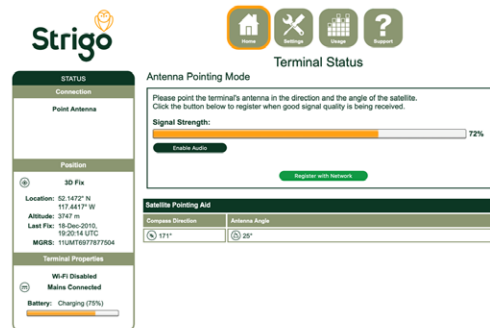 Strigo
Home
Settings
Usage
Support
Terminal Status
STATUS
Connection
Point Antenna
Position
3D Fix
Location: 52.1472° N
117.4417° W
Altitude: 3747 m
Last Fix: 18-Dec-2010,
19:20:14 UTC
MGRS: 11UMT6977877504
Terminal Properties
Wi-Fi Disabled
Mains Connected
Battery: Charging (75%)
Antenna Pointing Mode
Please point the terminal's antenna in the direction and the angle of the satellite.
Click the button below to register when good signal quality is being received.
Signal Strength:
72%
Enable Audio
Register with Network
Satellite Pointing Aid
Compass Direction
Antenna Angle
171°
25°